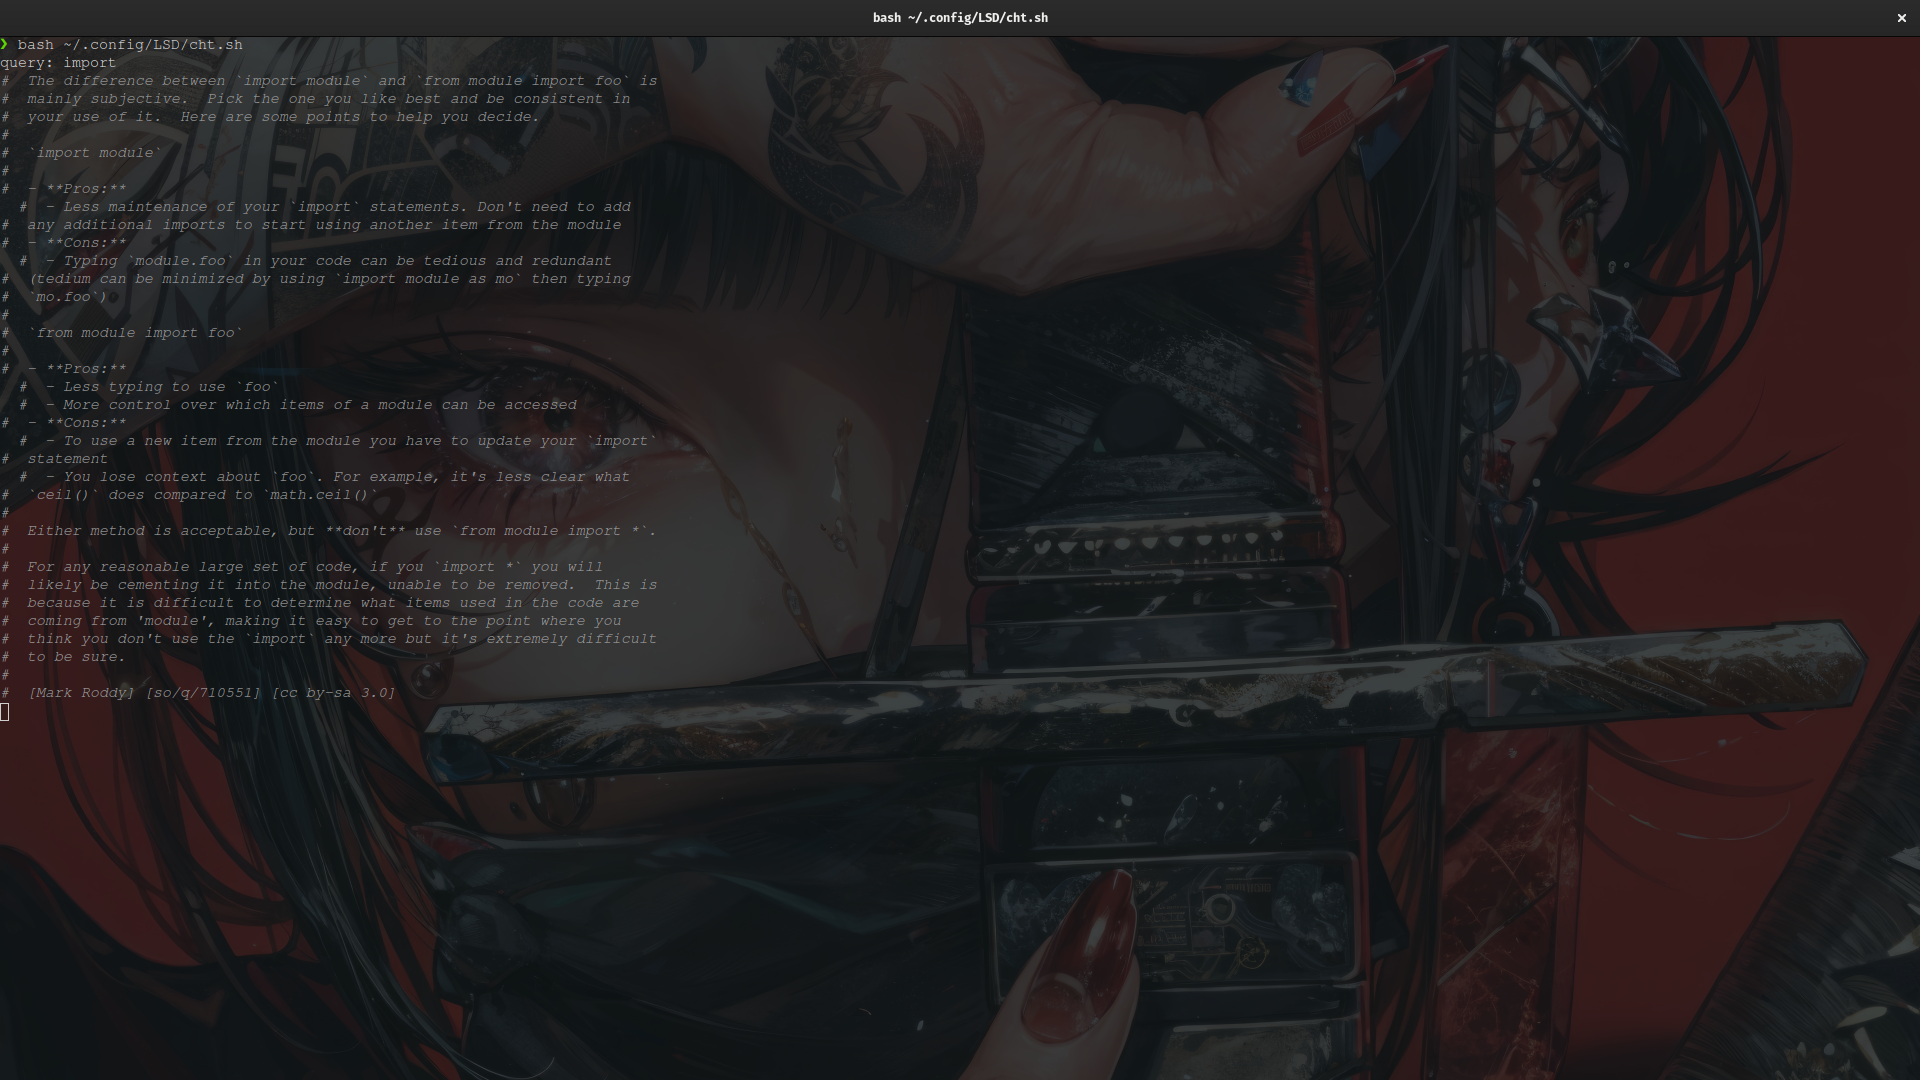 bash ~/.config/LSD/cht.sh
❯ bash ~/.config/LSD/cht.sh
query: import
#  The difference between `import module` and `from module import foo` is
#  mainly subjective.  Pick the one you like best and be consistent in
#  your use of it.  Here are some points to help you decide.
#
#  `import module`
#
#  - **Pros:**
  #  - Less maintenance of your `import` statements. Don't need to add
#  any additional imports to start using another item from the module
#  - **Cons:**
  #  - Typing `module.foo` in your code can be tedious and redundant
#  (tedium can be minimized by using `import module as mo` then typing
#  `mo.foo`)
#
#  `from module import foo`
#
#  - **Pros:**
  #  - Less typing to use `foo`
  #  - More control over which items of a module can be accessed
#  - **Cons:**
  #  - To use a new item from the module you have to update your `import`
#  statement
  #  - You lose context about `foo`. For example, it's less clear what
#  `ceil()` does compared to `math.ceil()`
#
#  Either method is acceptable, but **don't** use `from module import *`.
#
#  For any reasonable large set of code, if you `import *` you will
#  likely be cementing it into the module, unable to be removed.  This is
#  because it is difficult to determine what items used in the code are
#  coming from 'module', making it easy to get to the point where you
#  think you don't use the `import` any more but it's extremely difficult
#  to be sure.
#
#  [Mark Roddy] [so/q/710551] [cc by-sa 3.0]